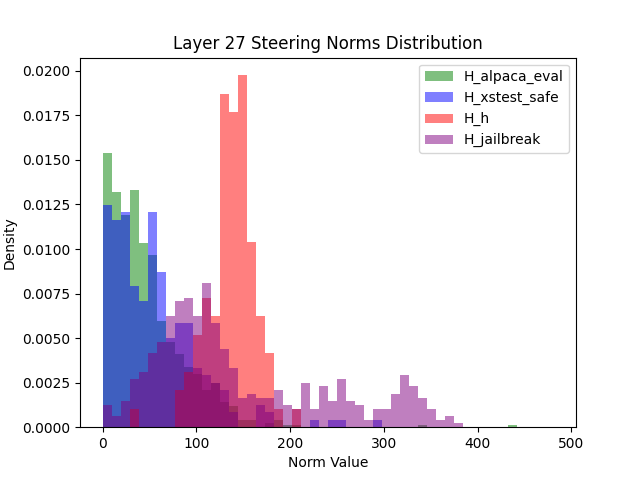 Layer 27 Steering Norms Distribution
H_alpaca_eval
H_xstest_safe
H_h
H_jailbreak
Density
0.0200
0.0175
0.0150
0.0125
0.0100
0.0075
0.0050
0.0025
0.0000
0 100 200 300 400 500
Norm Value